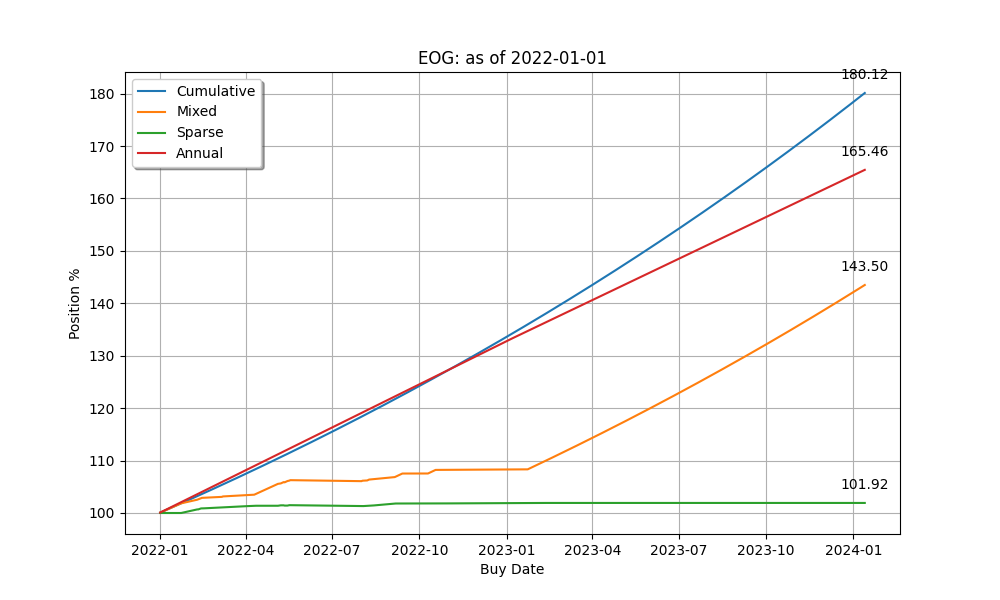 EOG: as of 2022-01-01
Cumulative
Mixed
Sparse
Annual
180.12
165.46
143.50
101.92
180
170
160
150
140
130
120
110
100
Position %
2022-01 2022-04 2022-07 2022-10 2023-01 2023-04 2023-07 2023-10 2024-01
Buy Date